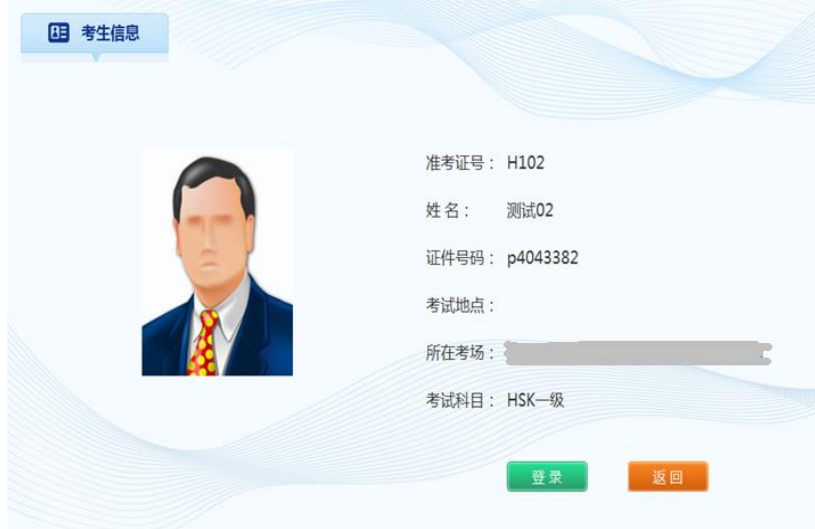 考生信息
准考证号： H102
姓 名： 测试02
证件号码： p4043382
考试地点：
所在考场：
考试科目： HSK一级
登录
返回